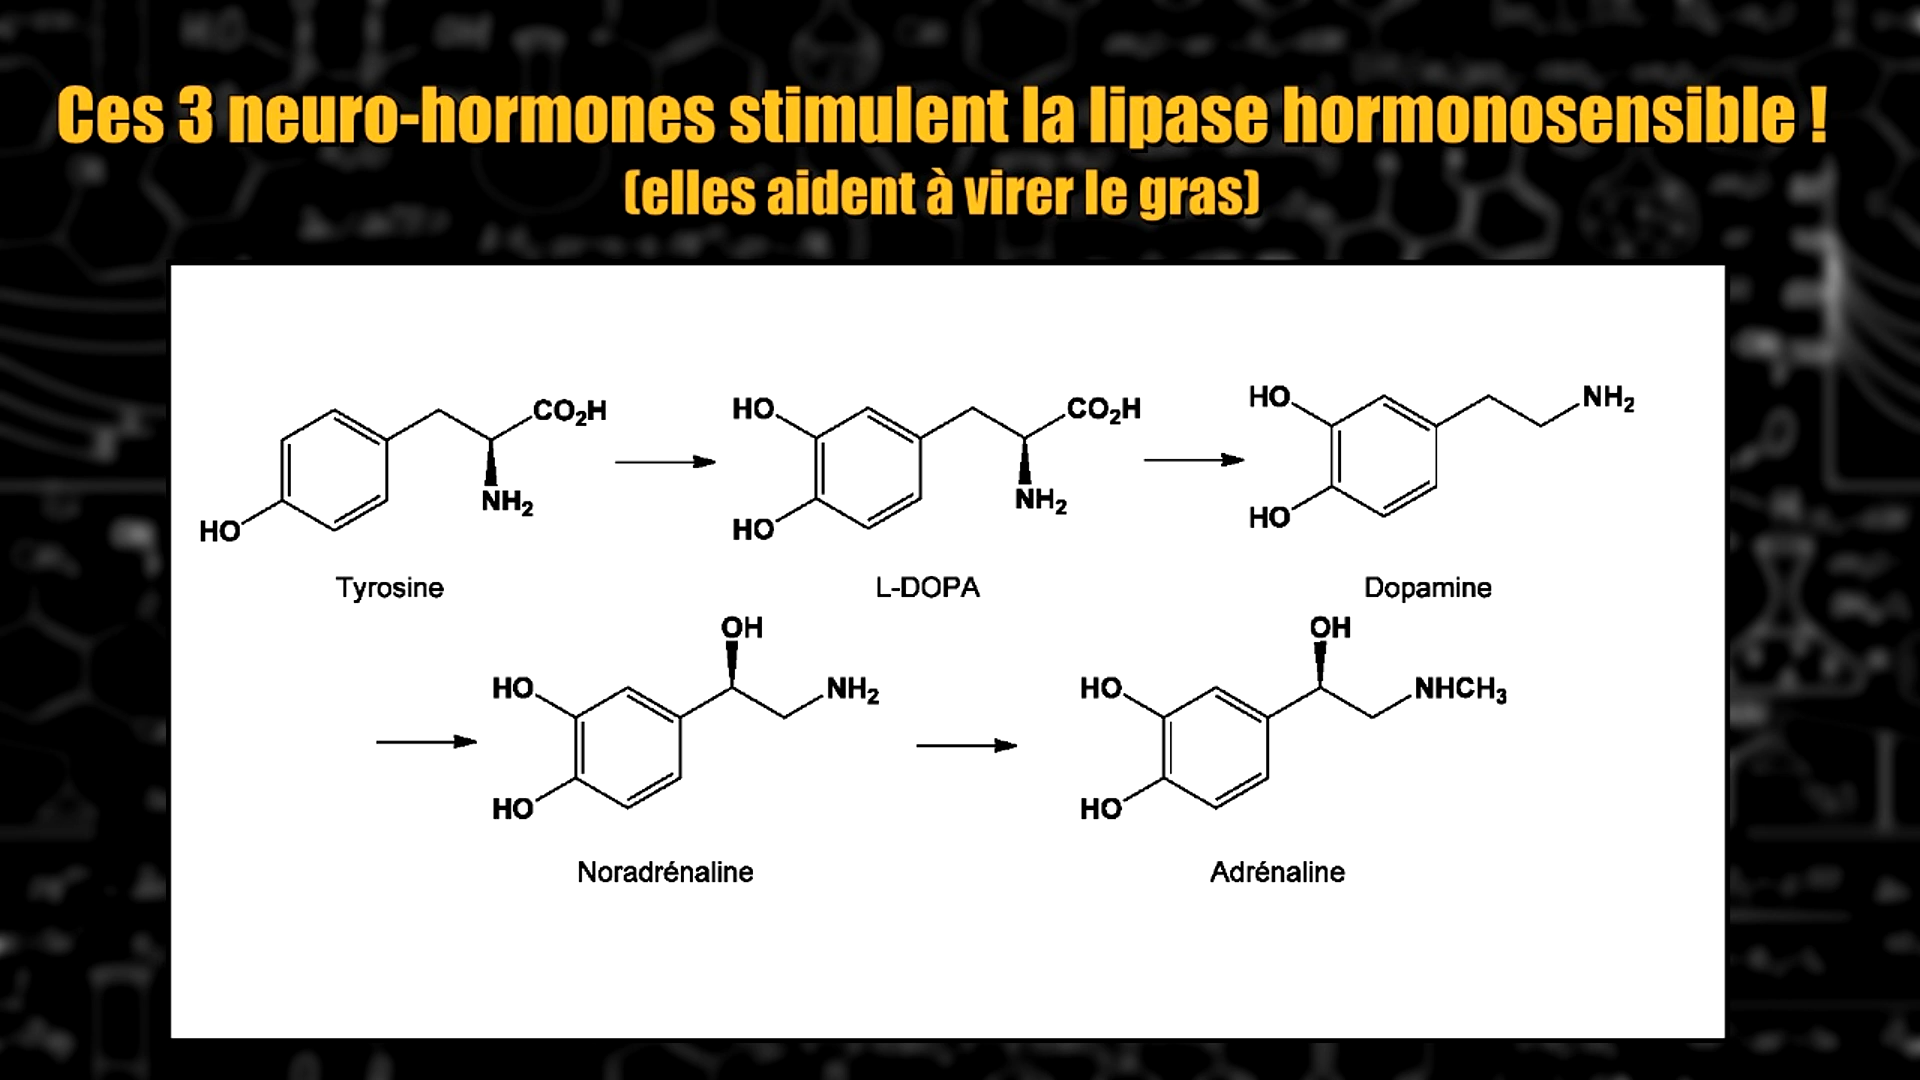 Ces 3 neuro-hormones stimulent la lipase hormonosensible !
(elles aident à virer le gras)
HO CO₂H NH₂
HO HO CO₂H NH₂
HO HO NH₂
Tyrosine L-DOPA Dopamine
HO HO OH NH₂
HO HO OH NHCH₃
Noradrénaline Adrénaline